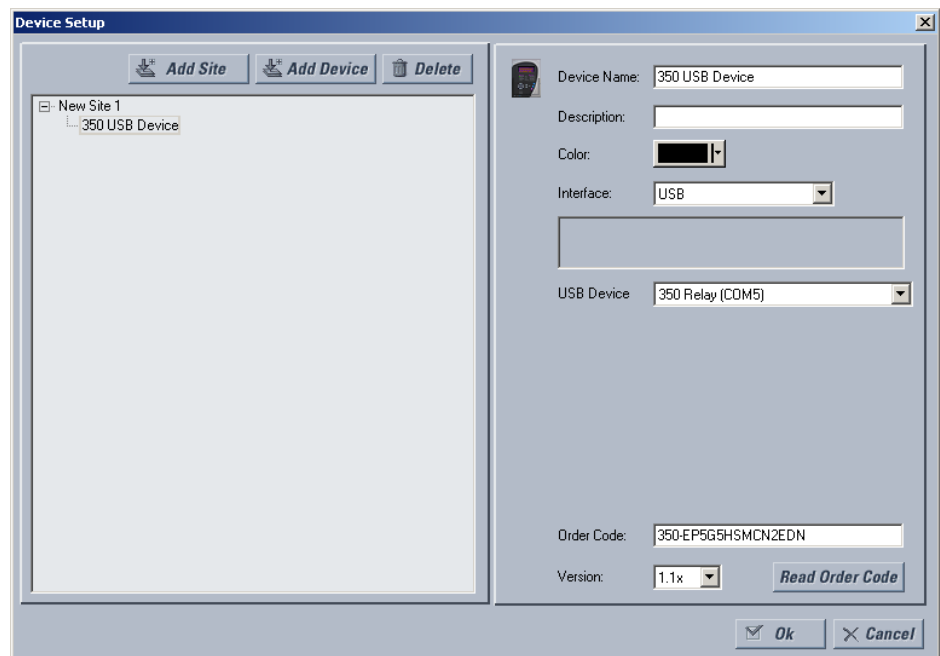 Device Setup
Add Site
Add Device
Delete
New Site 1
350 USB Device
Device Name: 350 USB Device
Description:
Color:
Interface: USB
USB Device 350 Relay (COM5)
Order Code: 350-EP5G5HSMCN2EDN
Version: 1.1x Read Order Code
Ok
Cancel